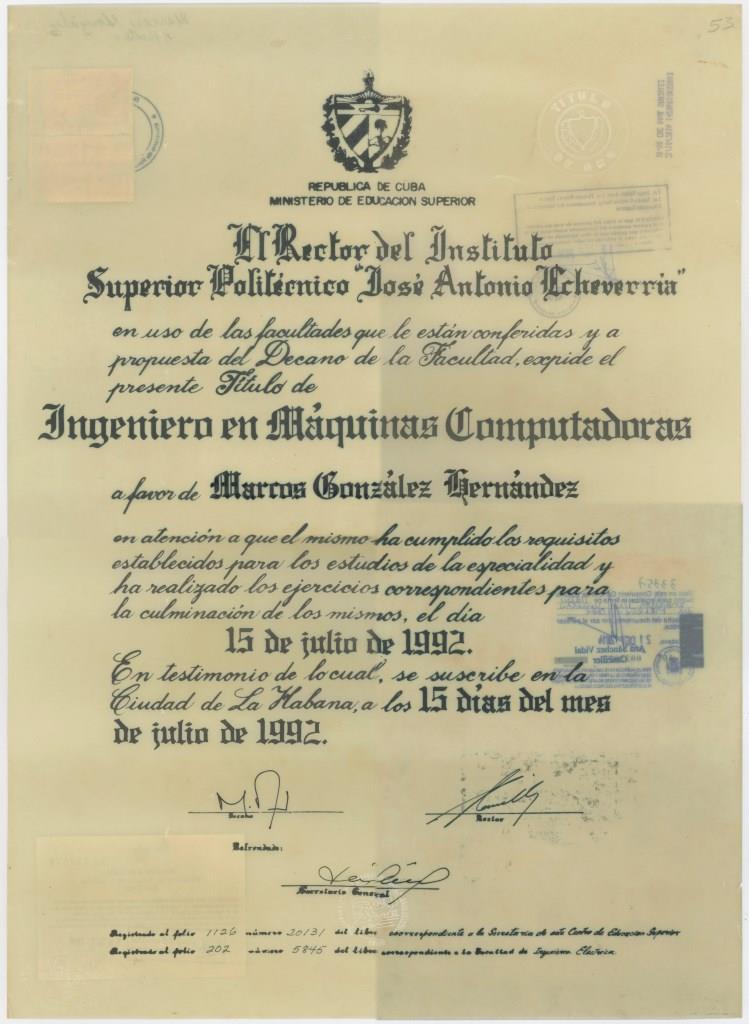 53
REPUBLICA DE CUBA
MINISTERIO DE EDUCACION SUPERIOR
El Rector del Instituto
Superior Politécnico "José Antonio Echeverría"
en uso de las facultades que le están conferidas y a
propuesta del Decano de la Facultad, expide el
presente Título de
Ingeniero en Máquinas Computadoras
a favor de Marcos González Hernández
en atención a que el mismo ha cumplido los requisitos
establecidos para los estudios de la especialidad y
ha realizado los ejercicios correspondientes para
la culminación de los mismos, el día
15 de julio de 1992.
En testimonio de lo cual, se suscribe en la
Ciudad de La Habana, a los 15 días del mes
de julio de 1992.
Decano
Rector
Refrendado:
Secretario General
Registrado al folio 1126 número 20131 del libro correspondiente a la Secretaría de este Centro de Educación Superior
Registrado al folio 202 número 5845 del libro correspondiente a la Facultad de Ingeniería Eléctrica